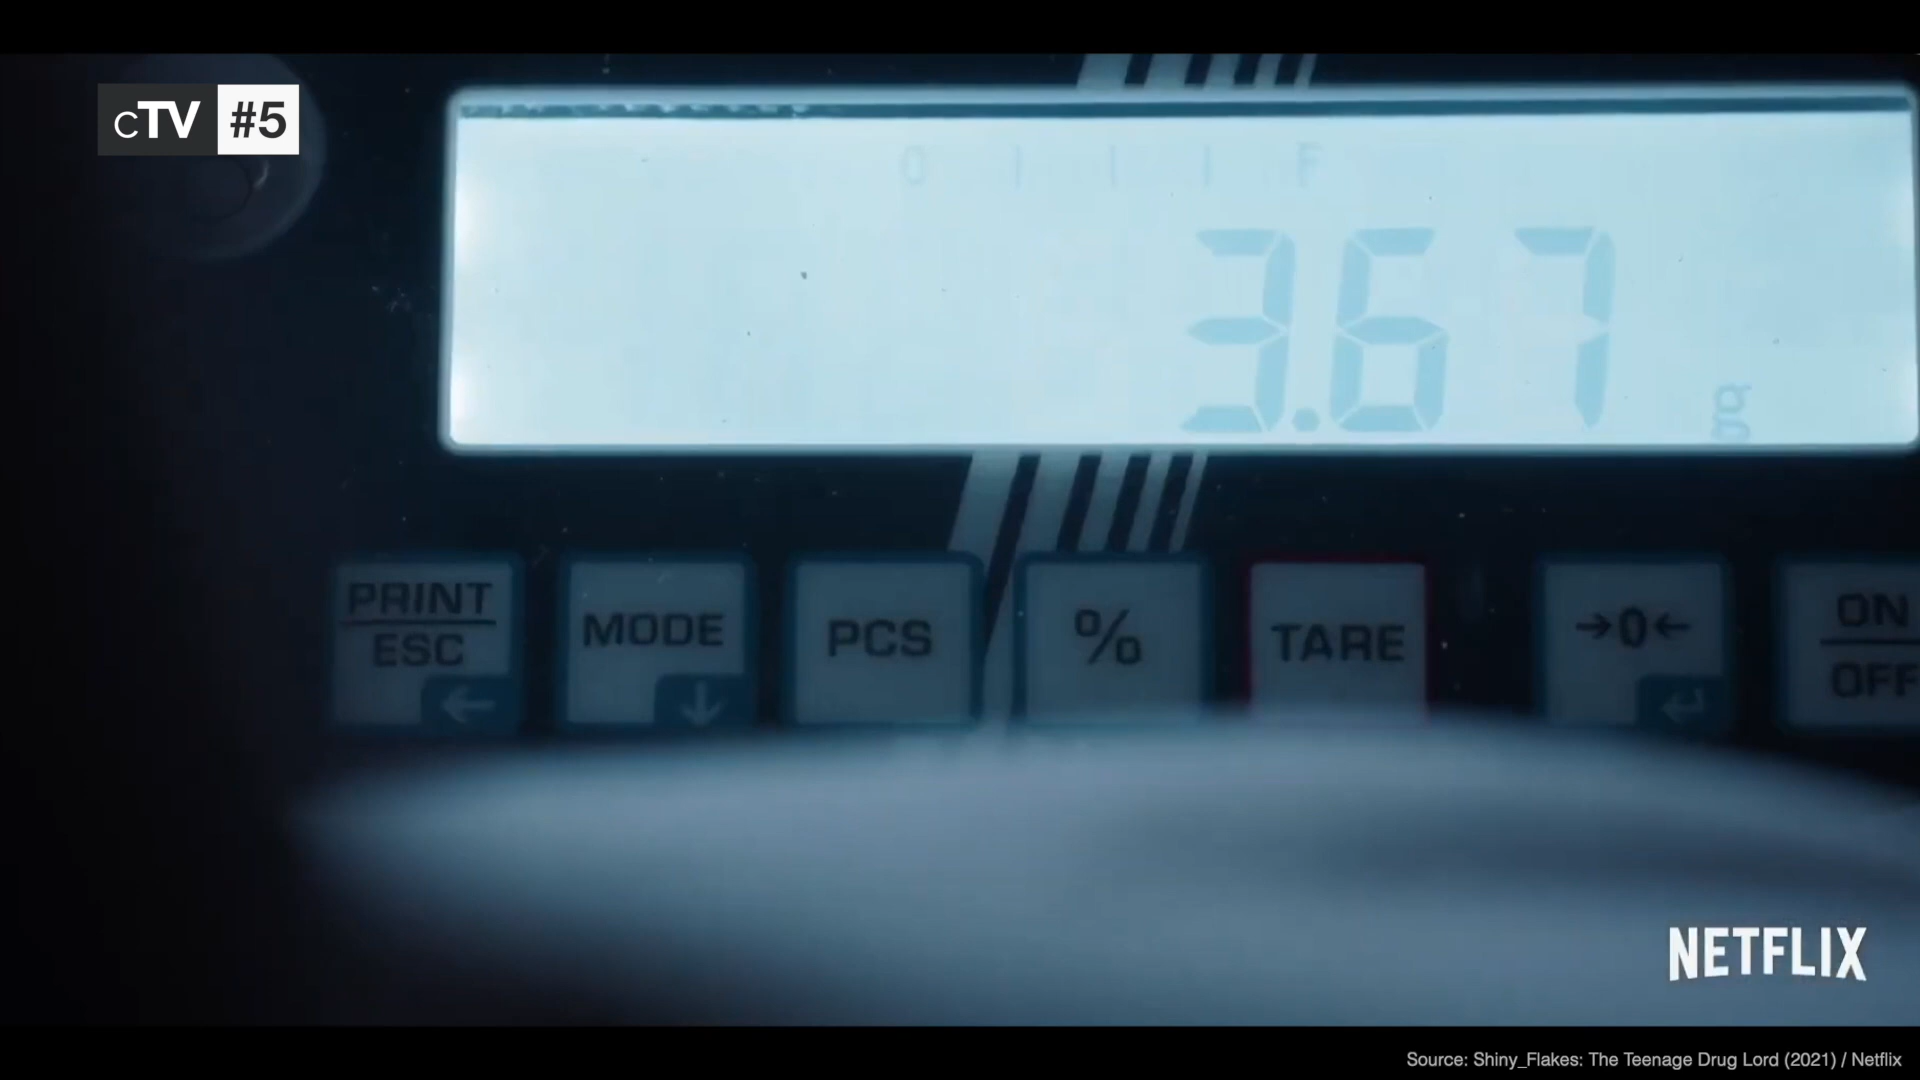 cTV #5
3.67 g
PRINT
ESC
MODE
PCS
%
TARE
→0←
ON
OFF
NETFLIX
Source: Shiny_Flakes: The Teenage Drug Lord (2021) / Netflix